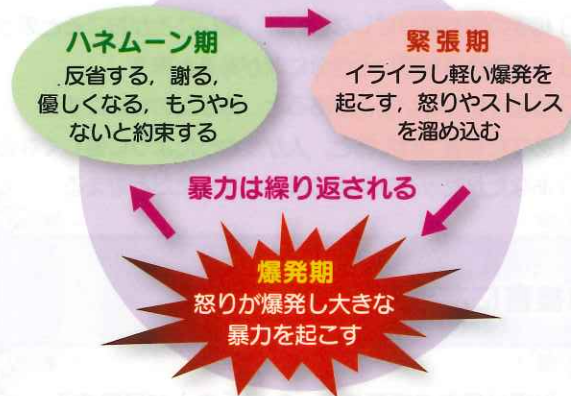 ハネムーン期
反省する，謝る，
優しくなる，もうやら
ないと約束する
緊張期
イライラし軽い爆発を
起こす，怒りやストレス
を溜め込む
暴力は繰り返される
爆発期
怒りが爆発し大きな
暴力を起こす